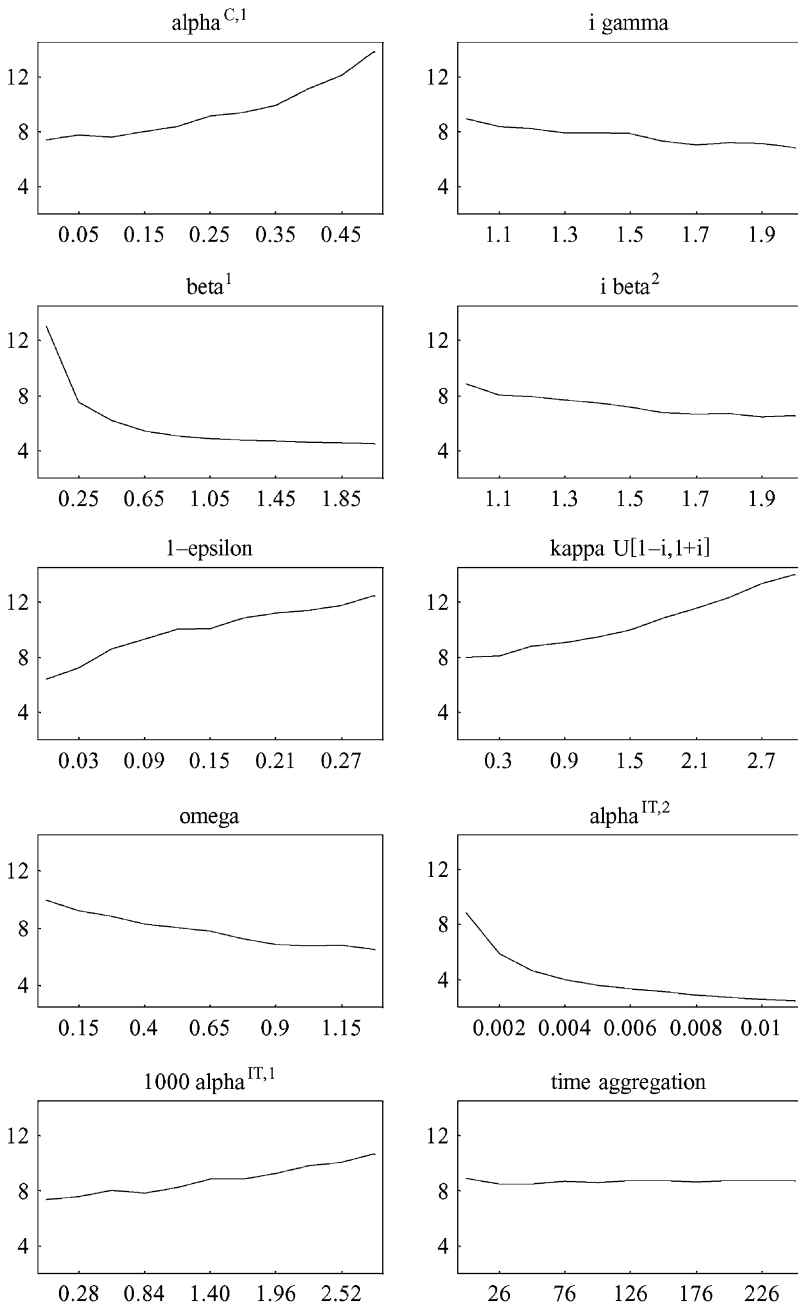 alpha^C,1
12
8
4
0.05 0.15 0.25 0.35 0.45
i gamma
1.1 1.3 1.5 1.7 1.9
beta^1
12
8
4
0.25 0.65 1.05 1.45 1.85
i beta^2
1.1 1.3 1.5 1.7 1.9
1–epsilon
12
8
4
0.03 0.09 0.15 0.21 0.27
kappa U[1–i,1+i]
12
8
4
0.3 0.9 1.5 2.1 2.7
omega
12
8
4
0.15 0.4 0.65 0.9 1.15
alpha^IT,2
12
8
4
0.002 0.004 0.006 0.008 0.01
1000 alpha^IT,1
12
8
4
0.28 0.84 1.40 1.96 2.52
time aggregation
12
8
4
26 76 126 176 226